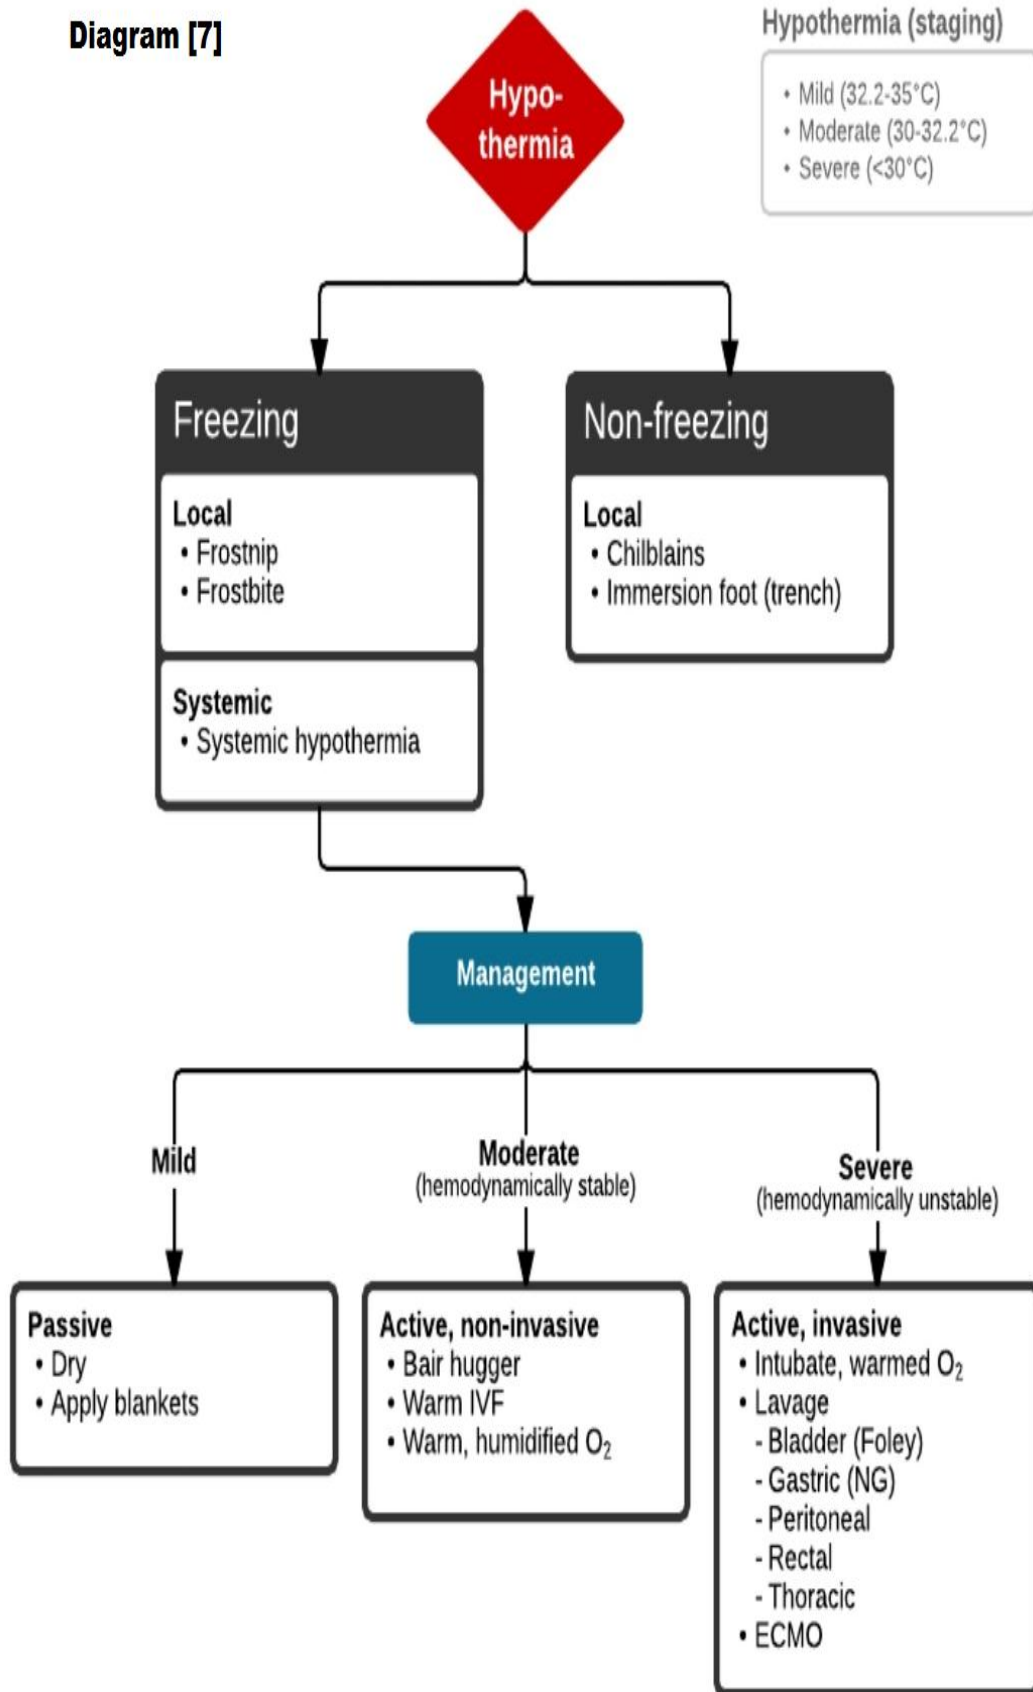 Diagram [7]
Hypothermia (staging)
• Mild (32.2-35°C)
• Moderate (30-32.2°C)
• Severe (<30°C)
Hypo-
thermia
Freezing
Local
• Frostnip
• Frostbite
Systemic
• Systemic hypothermia
Non-freezing
Local
• Chilblains
• Immersion foot (trench)
Management
Mild
Moderate
(hemodynamically stable)
Severe
(hemodynamically unstable)
Passive
• Dry
• Apply blankets
Active, non-invasive
• Bair hugger
• Warm IVF
• Warm, humidified O₂
Active, invasive
• Intubate, warmed O₂
• Lavage
- Bladder (Foley)
- Gastric (NG)
- Peritoneal
- Rectal
- Thoracic
• ECMO